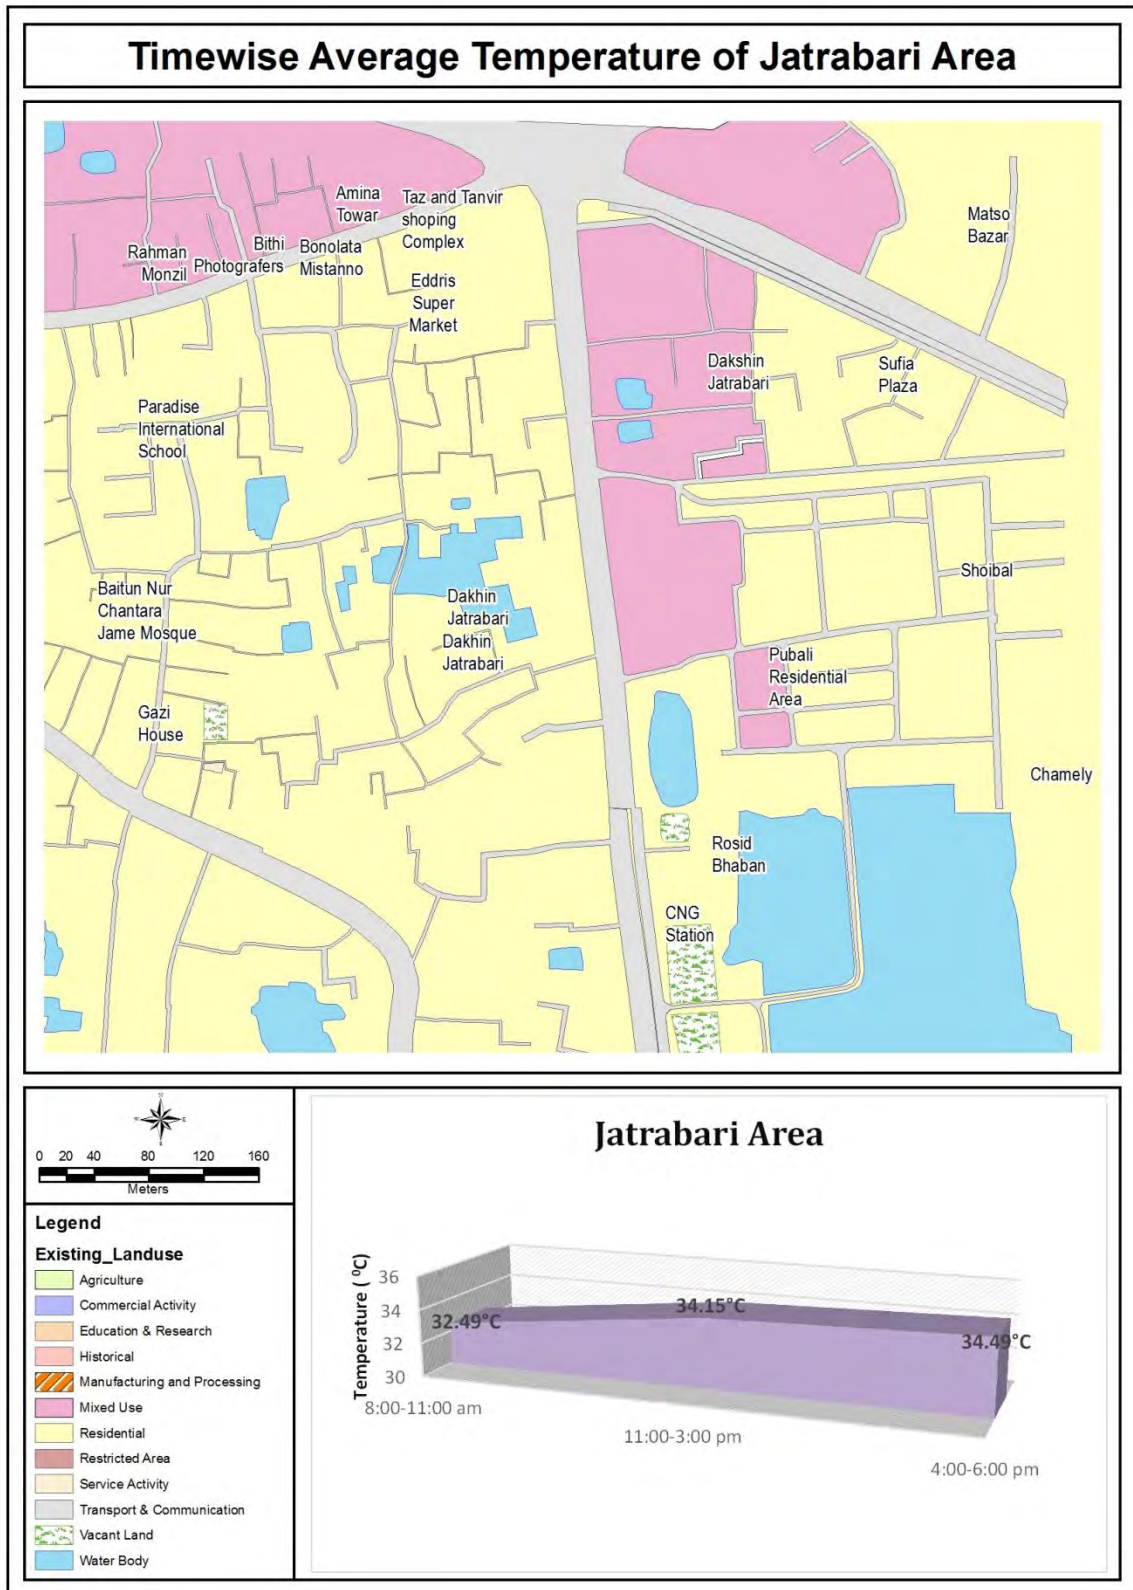 Timewise Average Temperature of Jatrabari Area
Amina
Towar
Taz and Tanvir
shoping
Complex
Matso
Bazar
Rahman
Monzil
Bithi
Photografers
Bonolata
Mistanno
Eddris
Super
Market
Dakshin
Jatrabari
Sufia
Plaza
Paradise
International
School
Shoibal
Baitun Nur
Chantara
Jame Mosque
Dakhin
Jatrabari
Dakhin
Jatrabari
Pubali
Residential
Area
Gazi
House
Chamely
Rosid
Bhaban
CNG
Station
N
W
E
S
0 20 40 80 120 160
Meters
Legend
Existing_Landuse
Agriculture
Commercial Activity
Education & Research
Historical
Manufacturing and Processing
Mixed Use
Residential
Restricted Area
Service Activity
Transport & Communication
Vacant Land
Water Body
Jatrabari Area
Temperature ( ⁰C)
36
34
32
30
32.49°C
34.15°C
34.49°C
8:00-11:00 am
11:00-3:00 pm
4:00-6:00 pm